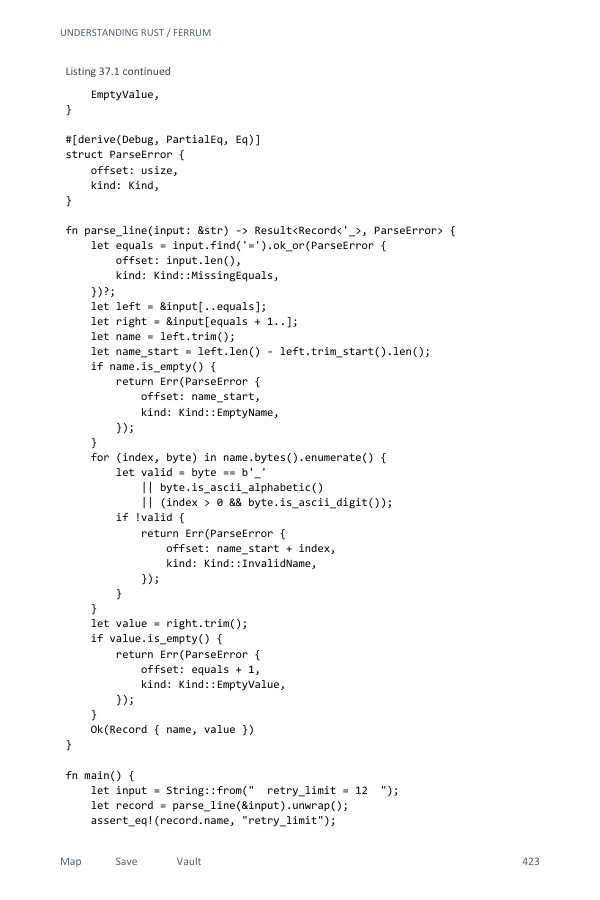 UNDERSTANDING RUST / FERRUM
Listing 37.1 continued
    EmptyValue,
}

#[derive(Debug, PartialEq, Eq)]
struct ParseError {
    offset: usize,
    kind: Kind,
}

fn parse_line(input: &str) -> Result<Record<'_>, ParseError> {
    let equals = input.find('=').ok_or(ParseError {
        offset: input.len(),
        kind: Kind::MissingEquals,
    })?;
    let left = &input[..equals];
    let right = &input[equals + 1..];
    let name = left.trim();
    let name_start = left.len() - left.trim_start().len();
    if name.is_empty() {
        return Err(ParseError {
            offset: name_start,
            kind: Kind::EmptyName,
        });
    }
    for (index, byte) in name.bytes().enumerate() {
        let valid = byte == b'_'
            || byte.is_ascii_alphabetic()
            || (index > 0 && byte.is_ascii_digit());
        if !valid {
            return Err(ParseError {
                offset: name_start + index,
                kind: Kind::InvalidName,
            });
        }
    }
    let value = right.trim();
    if value.is_empty() {
        return Err(ParseError {
            offset: equals + 1,
            kind: Kind::EmptyValue,
        });
    }
    Ok(Record { name, value })
}

fn main() {
    let input = String::from("  retry_limit = 12  ");
    let record = parse_line(&input).unwrap();
    assert_eq!(record.name, "retry_limit");
Map Save Vault 423